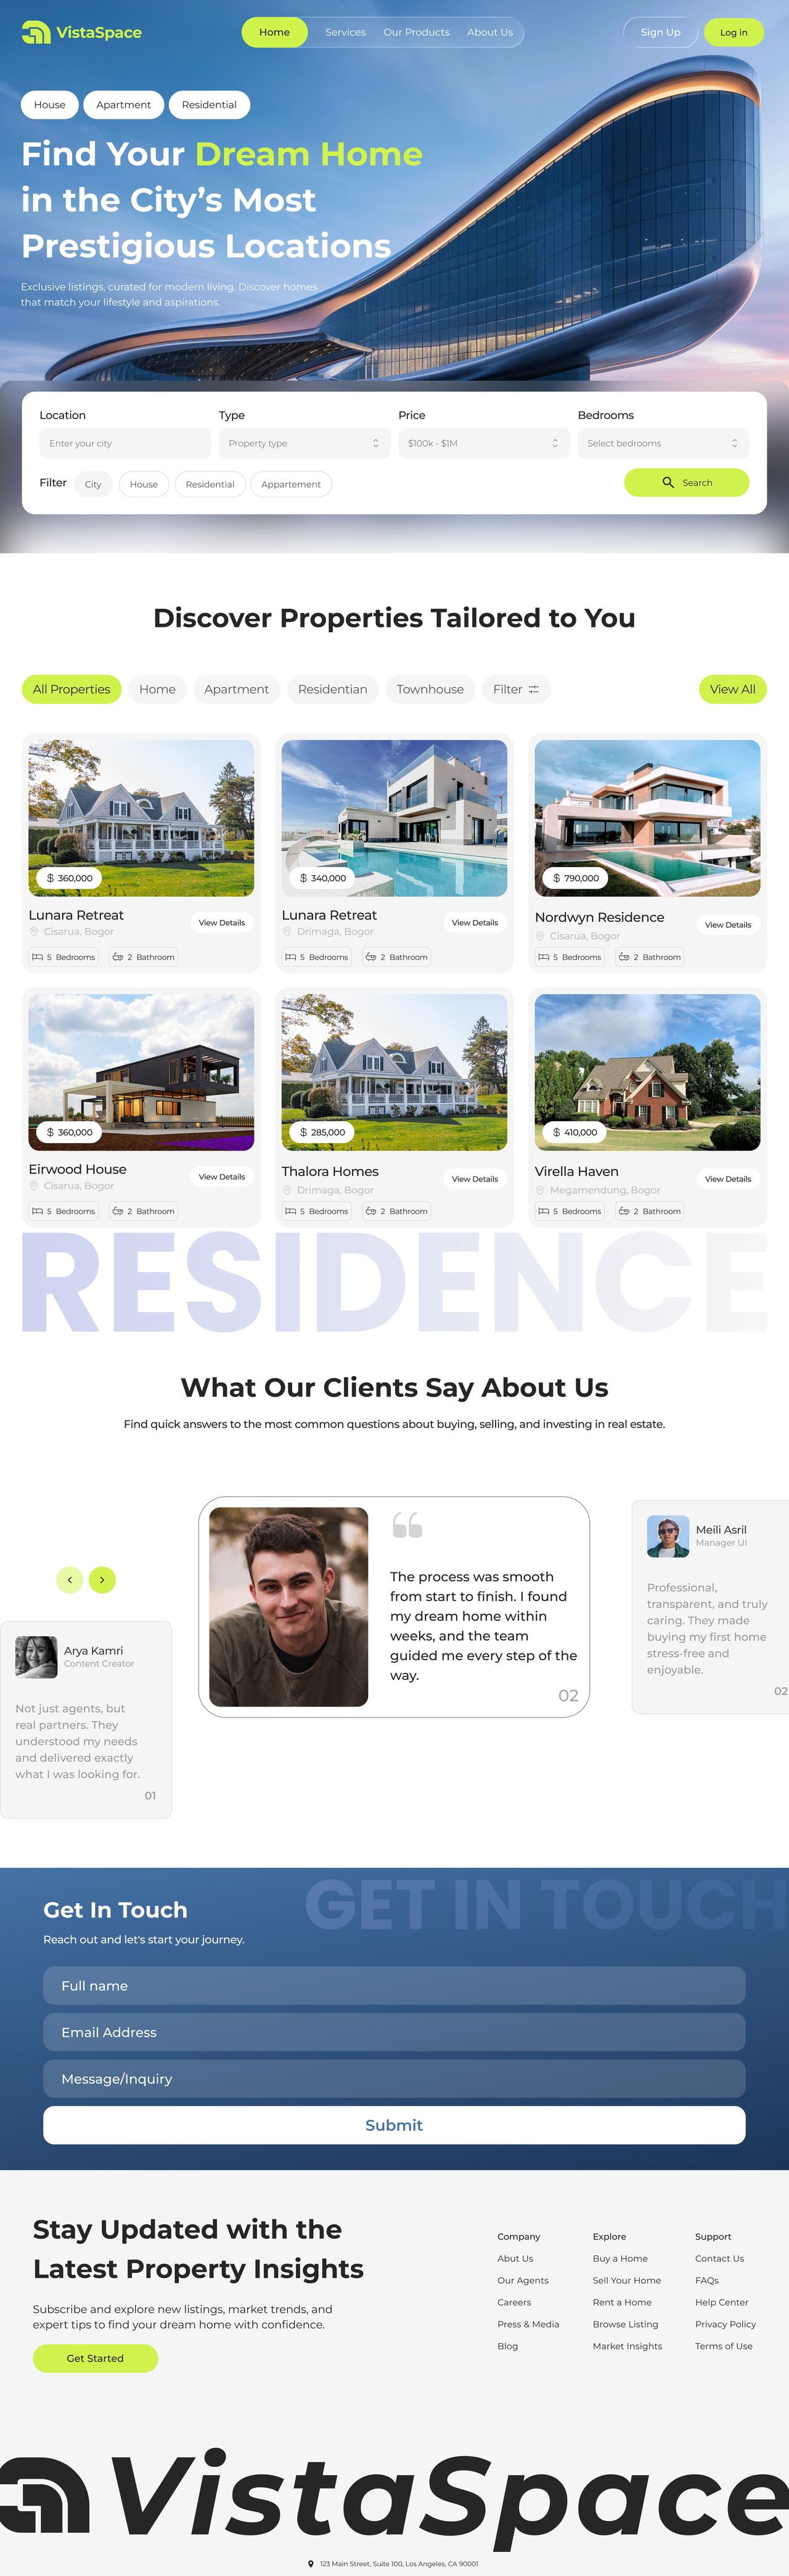 VistaSpace
Home Services Our Products About Us
Sign Up Log in
House Apartment Residential
Find Your Dream Home
in the City’s Most
Prestigious Locations
Exclusive listings, curated for modern living. Discover homes
that match your lifestyle and aspirations.
Location Type Price Bedrooms
Enter your city Property type $100k - $1M Select bedrooms
Filter City House Residential Appartement Search
Discover Properties Tailored to You
All Properties Home Apartment Residentian Townhouse Filter View All
$ 360,000
Lunara Retreat
Cisarua, Bogor
View Details
5 Bedrooms 2 Bathroom
$ 340,000
Lunara Retreat
Drimaga, Bogor
View Details
5 Bedrooms 2 Bathroom
$ 790,000
Nordwyn Residence
Cisarua, Bogor
View Details
5 Bedrooms 2 Bathroom
$ 360,000
Eirwood House
Cisarua, Bogor
View Details
5 Bedrooms 2 Bathroom
$ 285,000
Thalora Homes
Drimaga, Bogor
View Details
5 Bedrooms 2 Bathroom
$ 410,000
Virella Haven
Megamendung, Bogor
View Details
5 Bedrooms 2 Bathroom
RESIDENCE
What Our Clients Say About Us
Find quick answers to the most common questions about buying, selling, and investing in real estate.
Arya Kamri
Content Creator
Not just agents, but
real partners. They
understood my needs
and delivered exactly
what I was looking for.
01
“
The process was smooth
from start to finish. I found
my dream home within
weeks, and the team
guided me every step of the
way.
02
Meili Asril
Manager UI
Professional,
transparent, and truly
caring. They made
buying my first home
stress-free and
enjoyable.
02
GET IN TOUCH
Get In Touch
Reach out and let's start your journey.
Full name
Email Address
Message/Inquiry
Submit
Stay Updated with the
Latest Property Insights
Subscribe and explore new listings, market trends, and
expert tips to find your dream home with confidence.
Get Started
Company
Abut Us
Our Agents
Careers
Press & Media
Blog
Explore
Buy a Home
Sell Your Home
Rent a Home
Browse Listing
Market Insights
Support
Contact Us
FAQs
Help Center
Privacy Policy
Terms of Use
VistaSpace
123 Main Street, Suite 100, Los Angeles, CA 90001